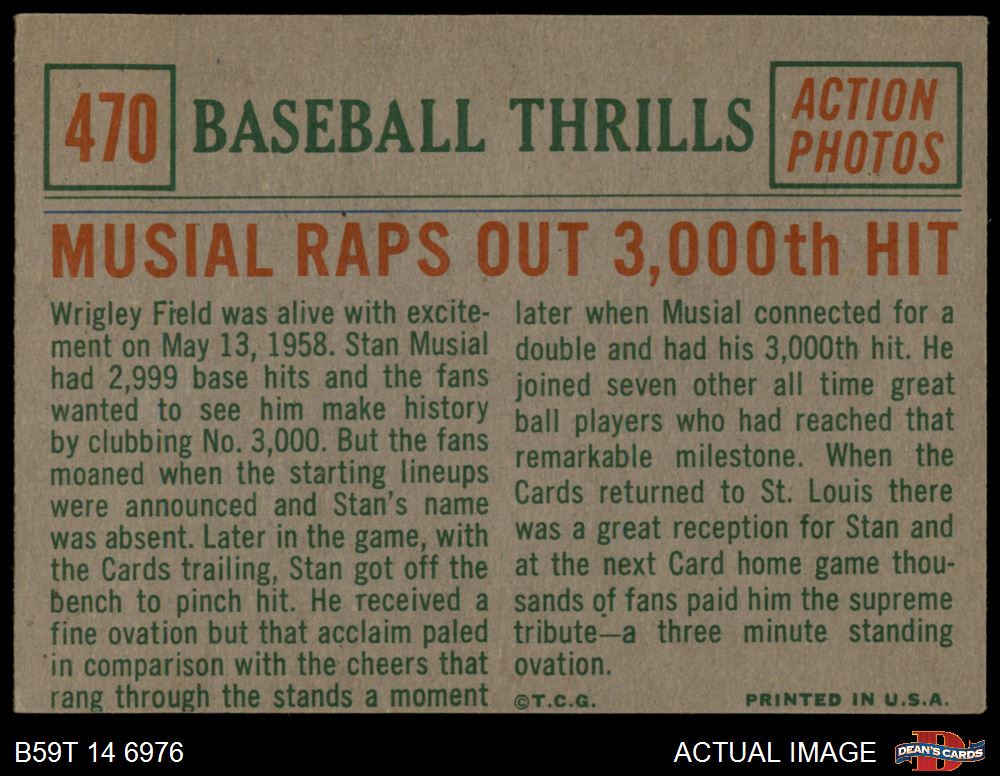 470
BASEBALL THRILLS
ACTION
PHOTOS
MUSIAL RAPS OUT 3,000th HIT
Wrigley Field was alive with excite-
ment on May 13, 1958. Stan Musial
had 2,999 base hits and the fans
wanted to see him make history
by clubbing No. 3,000. But the fans
moaned when the starting lineups
were announced and Stan's name
was absent. Later in the game, with
the Cards trailing, Stan got off the
bench to pinch hit. He received a
fine ovation but that acclaim paled
in comparison with the cheers that
rang through the stands a moment
later when Musial connected for a
double and had his 3,000th hit. He
joined seven other all time great
ball players who had reached that
remarkable milestone. When the
Cards returned to St. Louis there
was a great reception for Stan and
at the next Card home game thou-
sands of fans paid him the supreme
tribute—a three minute standing
ovation.
©T.C.G.
PRINTED IN U.S.A.
B59T 14 6976
ACTUAL IMAGE
DEAN'S CARDS